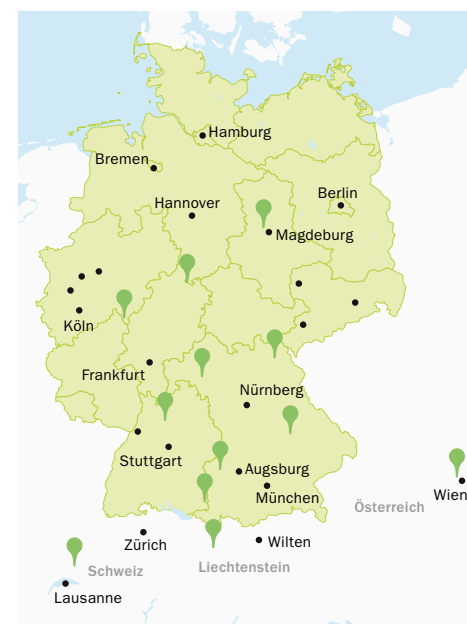 Hamburg
Bremen
Berlin
Hannover
Magdeburg
Köln
Frankfurt
Nürnberg
Stuttgart
Augsburg
München
Wien
Österreich
Zürich
Wilten
Liechtenstein
Schweiz
Lausanne